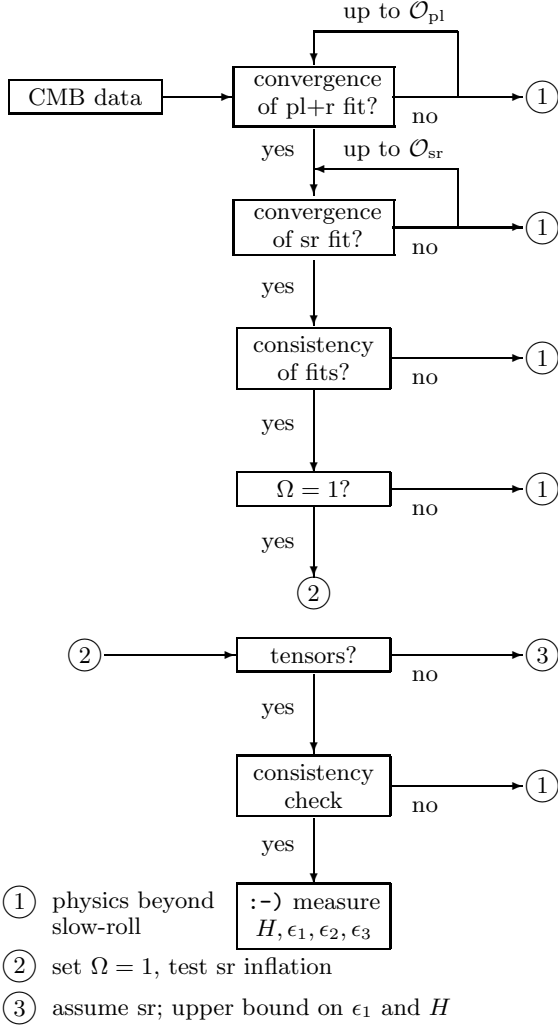 up to 𝒪pl
CMB data
convergence
of pl+r fit?
no
1
yes
up to 𝒪sr
convergence
of sr fit?
no
1
yes
consistency
of fits?
no
1
yes
Ω = 1?
no
1
yes
2
2
tensors?
no
3
yes
consistency
check
no
1
yes
:-) measure
H, ϵ1, ϵ2, ϵ3
1 physics beyond
slow-roll
2 set Ω = 1, test sr inflation
3 assume sr; upper bound on ϵ1 and H